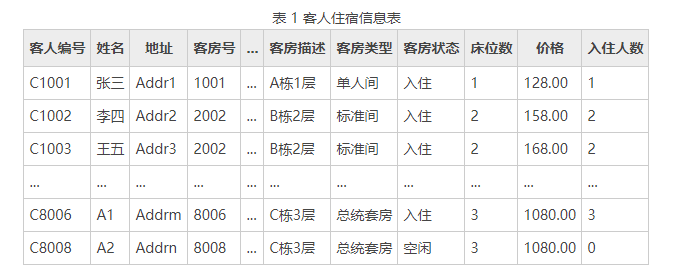 表 1 客人住宿信息表
客人编号 姓名 地址 客房号 ... 客房描述 客房类型 客房状态 床位数 价格 入住人数
C1001 张三 Addr1 1001 ... A栋1层 单人间 入住 1 128.00 1
C1002 李四 Addr2 2002 ... B栋2层 标准间 入住 2 158.00 2
C1003 王五 Addr3 2002 ... B栋2层 标准间 入住 2 168.00 2
... ... ... ... ... ... ... ... ... ... ...
C8006 A1 Addrm 8006 ... C栋3层 总统套房 入住 3 1080.00 3
C8008 A2 Addrn 8008 ... C栋3层 总统套房 空闲 3 1080.00 0